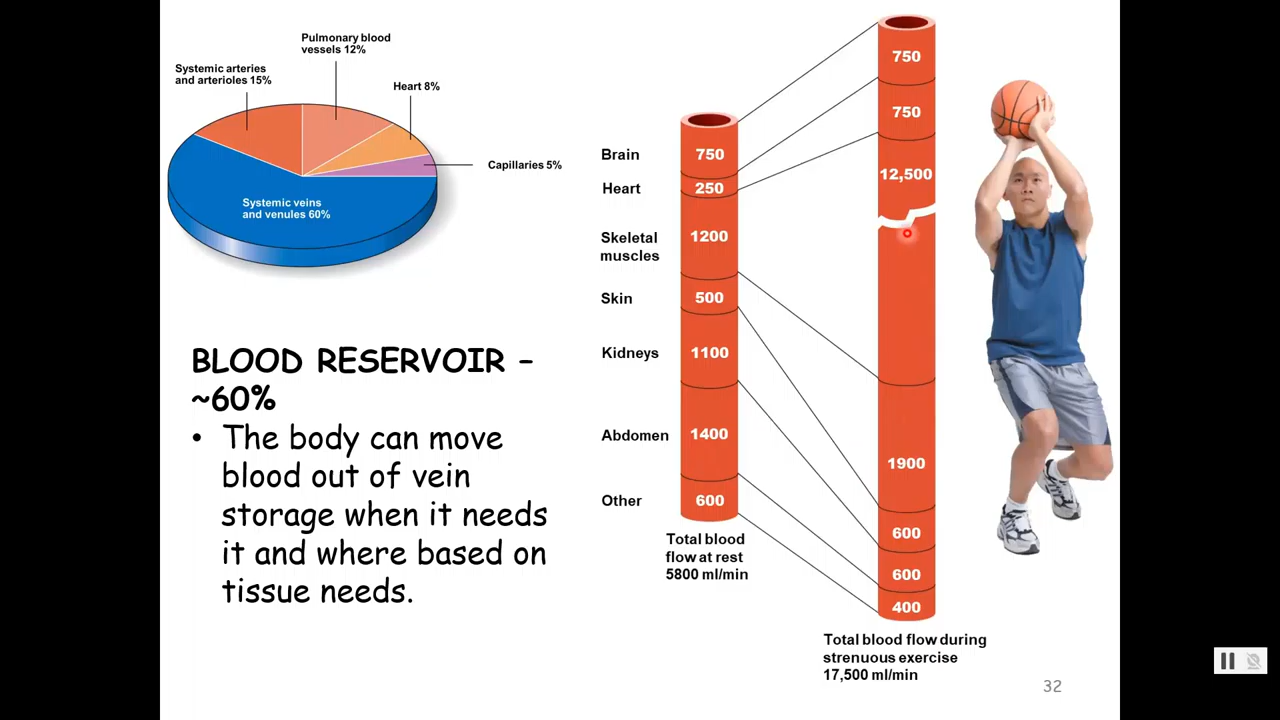 Pulmonary blood
vessels 12%
Systemic arteries
and arterioles 15%
Heart 8%
Capillaries 5%
Systemic veins
and venules 60%
BLOOD RESERVOIR –
~60%
• The body can move
blood out of vein
storage when it needs
it and where based on
tissue needs.
Brain
Heart
Skeletal
muscles
Skin
Kidneys
Abdomen
Other
750
250
1200
500
1100
1400
600
Total blood
flow at rest
5800 ml/min
750
750
12,500
1900
600
600
400
Total blood flow during
strenuous exercise
17,500 ml/min
32